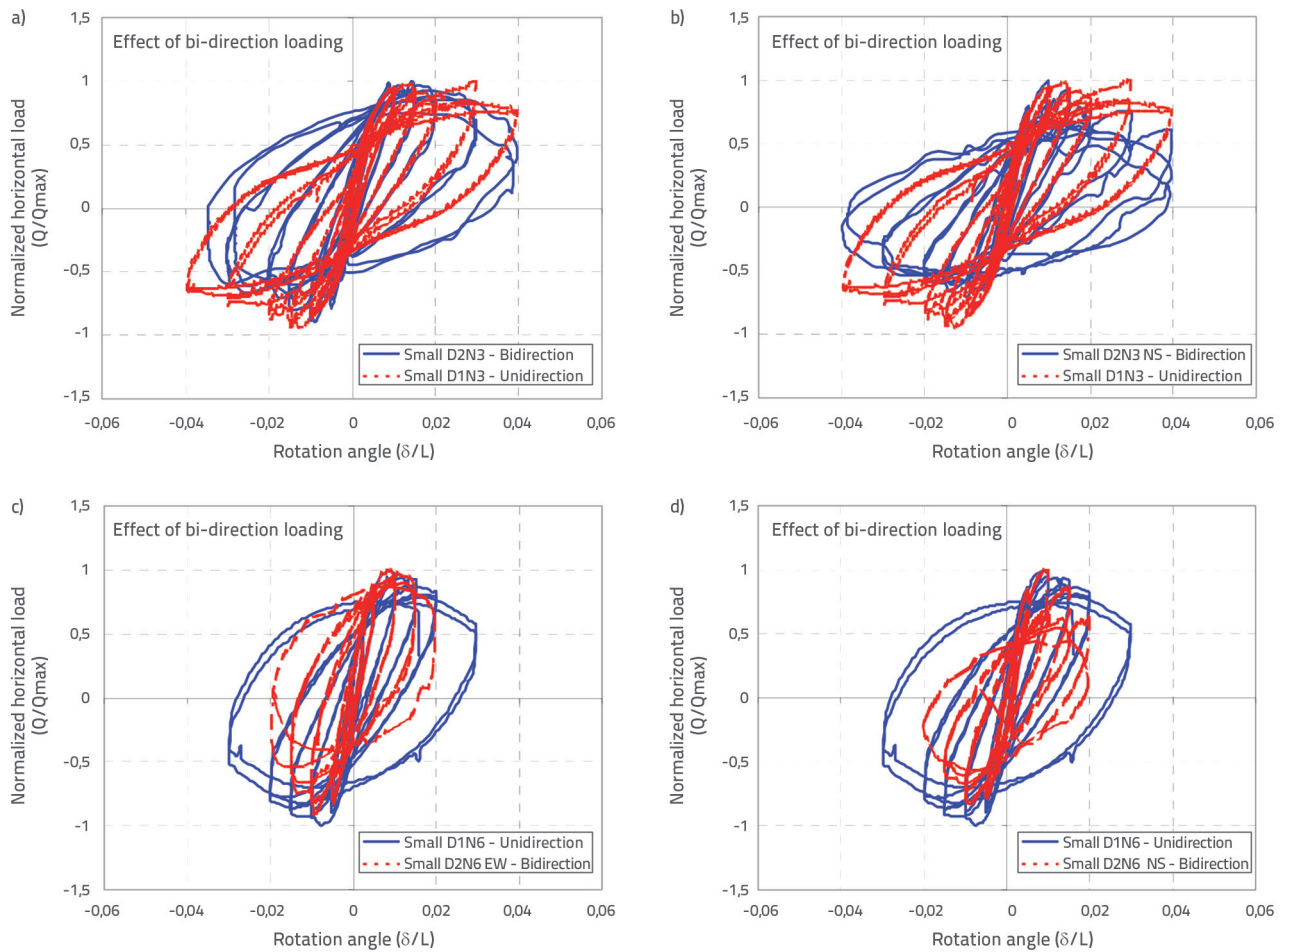 a)
Effect of bi-direction loading
Normalized horizontal load
(Q/Qmax)
1,5
1
0,5
0
-0,5
-1
-1,5
-0,06 -0,04 -0,02 0 0,02 0,04 0,06
Rotation angle (δ/L)
Small D2N3 - Bidirection
Small D1N3 - Unidirection
b)
Effect of bi-direction loading
Normalized horizontal load
(Q/Qmax)
1,5
1
0,5
0
-0,5
-1
-1,5
-0,06 -0,04 -0,02 0 0,02 0,04 0,06
Rotation angle (δ/L)
Small D2N3 NS - Bidirection
Small D1N3 - Unidirection
c)
Effect of bi-direction loading
Normalized horizontal load
(Q/Qmax)
1,5
1
0,5
0
-0,5
-1
-1,5
-0,06 -0,04 -0,02 0 0,02 0,04 0,06
Rotation angle (δ/L)
Small D1N6 - Unidirection
Small D2N6 EW - Bidirection
d)
Effect of bi-direction loading
Normalized horizontal load
(Q/Qmax)
1,5
1
0,5
0
-0,5
-1
-1,5
-0,06 -0,04 -0,02 0 0,02 0,04 0,06
Rotation angle (δ/L)
Small D1N6 - Unidirection
Small D2N6 NS - Bidirection